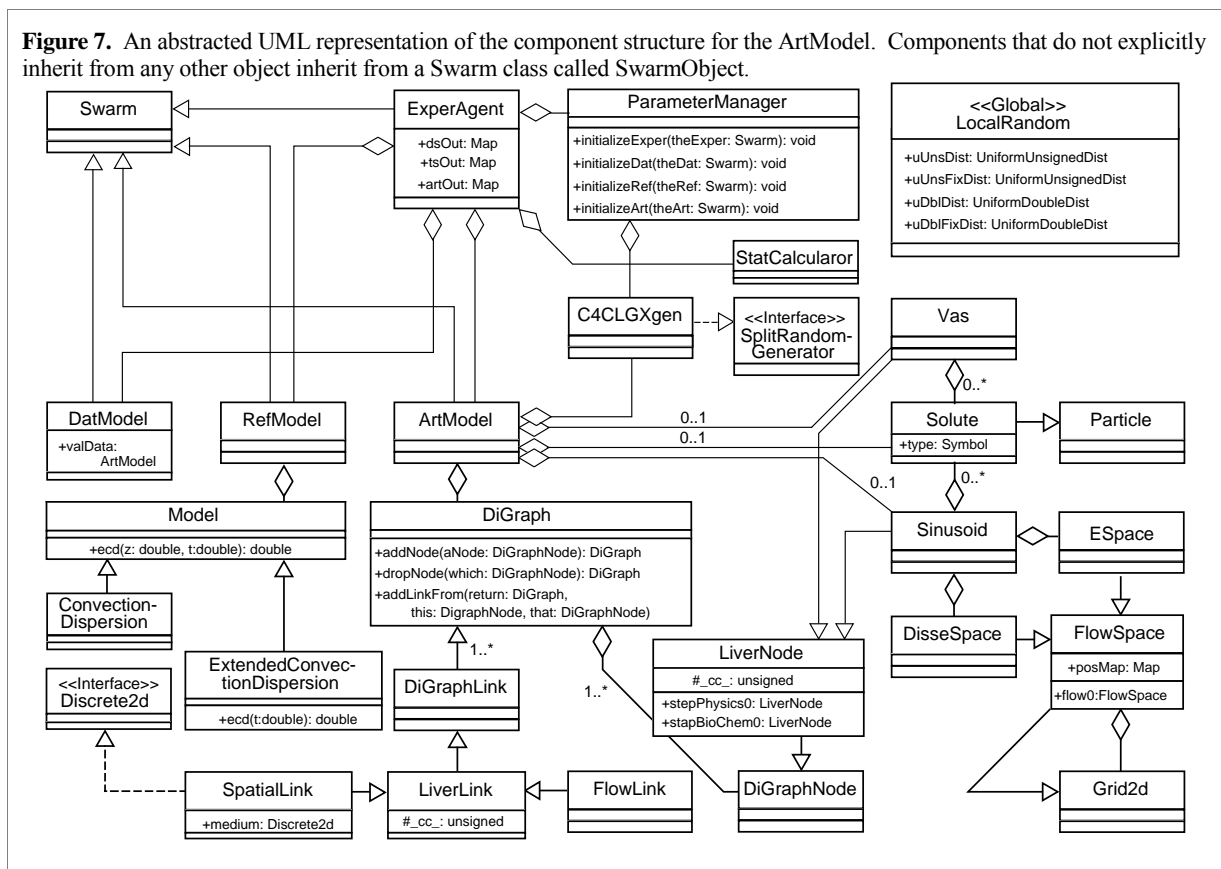 Figure 7. An abstracted UML representation of the component structure for the ArtModel. Components that do not explicitly
inherit from any other object inherit from a Swarm class called SwarmObject.
Swarm
ExperAgent
+dsOut: Map
+tsOut: Map
+artOut: Map
ParameterManager
+initializeExper(theExper: Swarm): void
+initializeDat(theDat: Swarm): void
+initializeRef(theRef: Swarm): void
+initializeArt(theArt: Swarm): void
<<Global>>
LocalRandom
+uUnsDist: UniformUnsignedDist
+uUnsFixDist: UniformUnsignedDist
+uDblDist: UniformDoubleDist
+uDblFixDist: UniformDoubleDist
StatCalcularor
C4CLGXgen
<<Interface>>
SplitRandom-
Generator
Vas
0..*
DatModel
+valData:
ArtModel
RefModel
ArtModel
0..1
0..1
0..1
Solute
+type: Symbol
Particle
0..*
Model
+ecd(z: double, t:double): double
DiGraph
+addNode(aNode: DiGraphNode): DiGraph
+dropNode(which: DiGraphNode): DiGraph
+addLinkFrom(return: DiGraph,
this: DigraphNode, that: DiGraphNode)
Sinusoid
ESpace
Convection-
Dispersion
ExtendedConvec-
tionDispersion
+ecd(t:double): double
<<Interface>>
Discrete2d
1..*
DiGraphLink
1..*
LiverNode
#_cc_: unsigned
+stepPhysics0: LiverNode
+stapBioChem0: LiverNode
DisseSpace
FlowSpace
+posMap: Map
+flow0:FlowSpace
SpatialLink
+medium: Discrete2d
LiverLink
#_cc_: unsigned
FlowLink
DiGraphNode
Grid2d